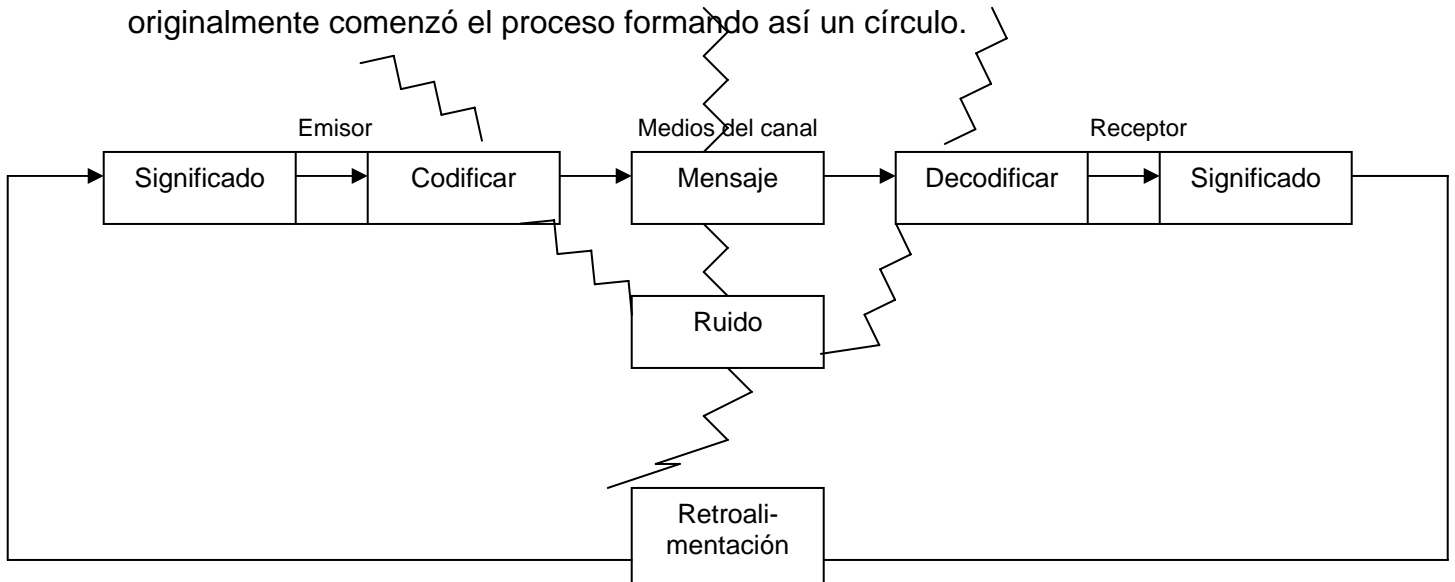 originalmente comenzó el proceso formando así un círculo.
Emisor
Medios del canal
Receptor
Significado
Codificar
Mensaje
Decodificar
Significado
Ruido
Retroali-
mentación